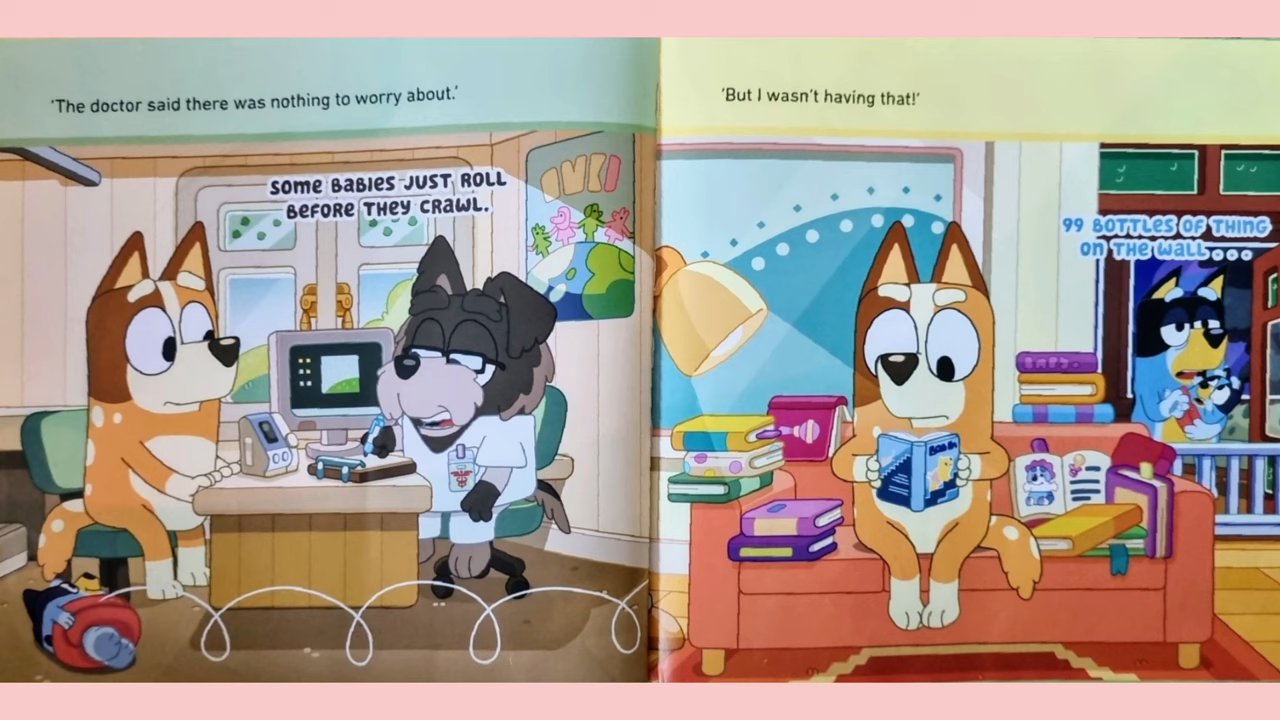 'The doctor said there was nothing to worry about.'
SOME BABIES JUST ROLL
BEFORE THEY CRAWL.
'But I wasn't having that!'
99 BOTTLES OF THING
ON THE WALL . . .